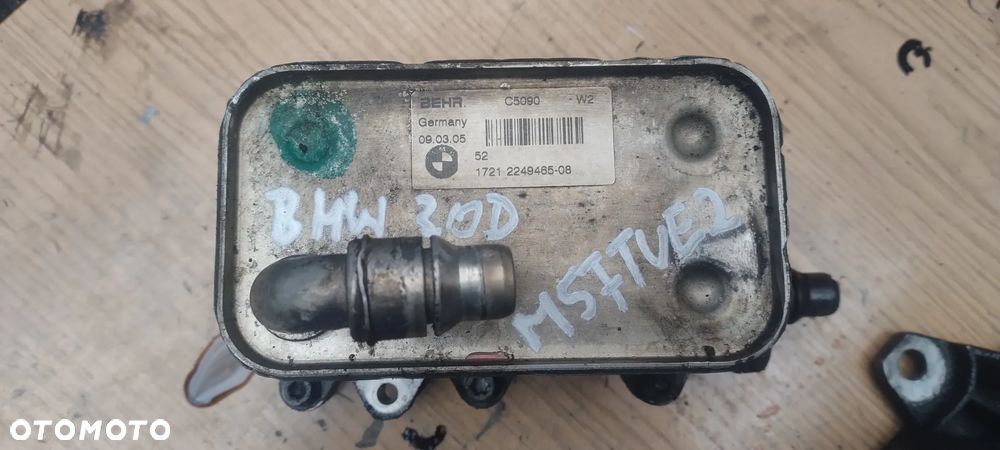 BEHR. C5090 -W2
Germany
09.03.05
52
1721 2249465-08
BMW 30D
M57TUE2
OTOMOTO